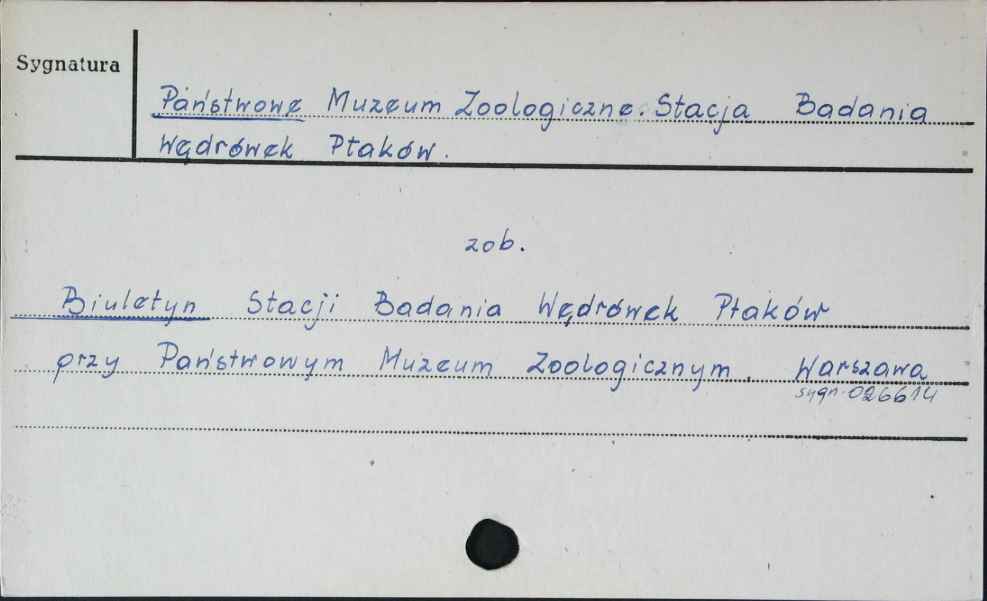 Sygnatura
Państwowe Muzeum Zoologiczne. Stacja Badania
Wędrówek Ptaków.
zob.
Biuletyn Stacji Badania Wędrówek Ptaków
przy Państwowym Muzeum Zoologicznym. Warszawa
sygn. 026614